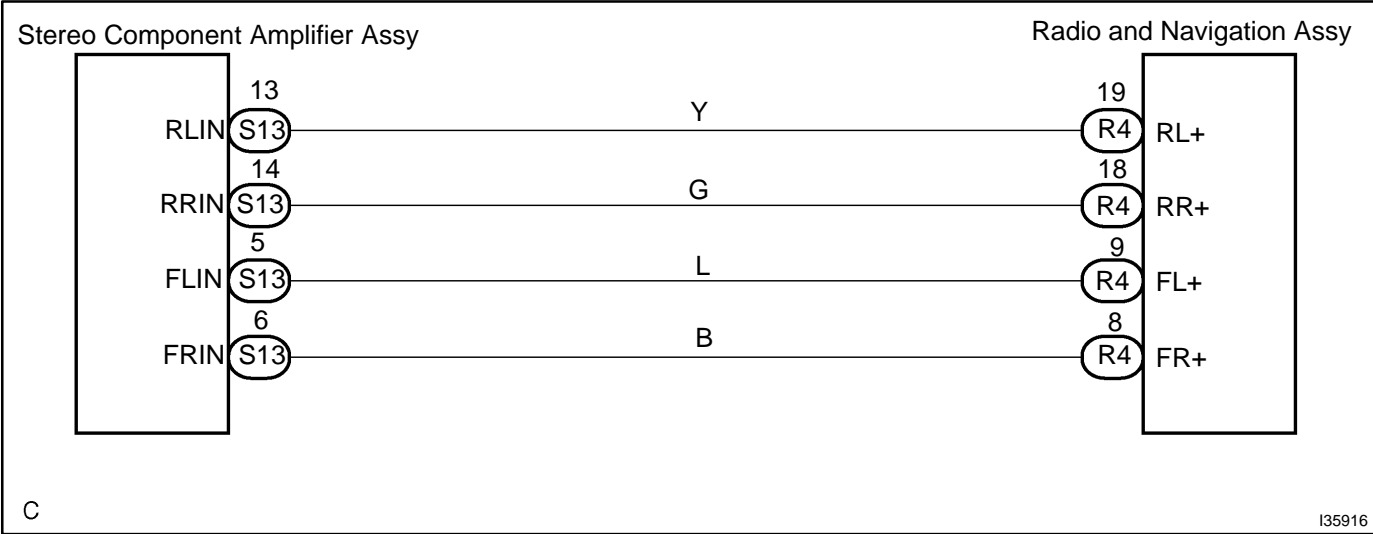 Stereo Component Amplifier Assy Radio and Navigation Assy
13 19
RLIN S13 Y R4 RL+
14 18
RRIN S13 G R4 RR+
5 9
FLIN S13 L R4 FL+
6 8
FRIN S13 B R4 FR+
C I35916